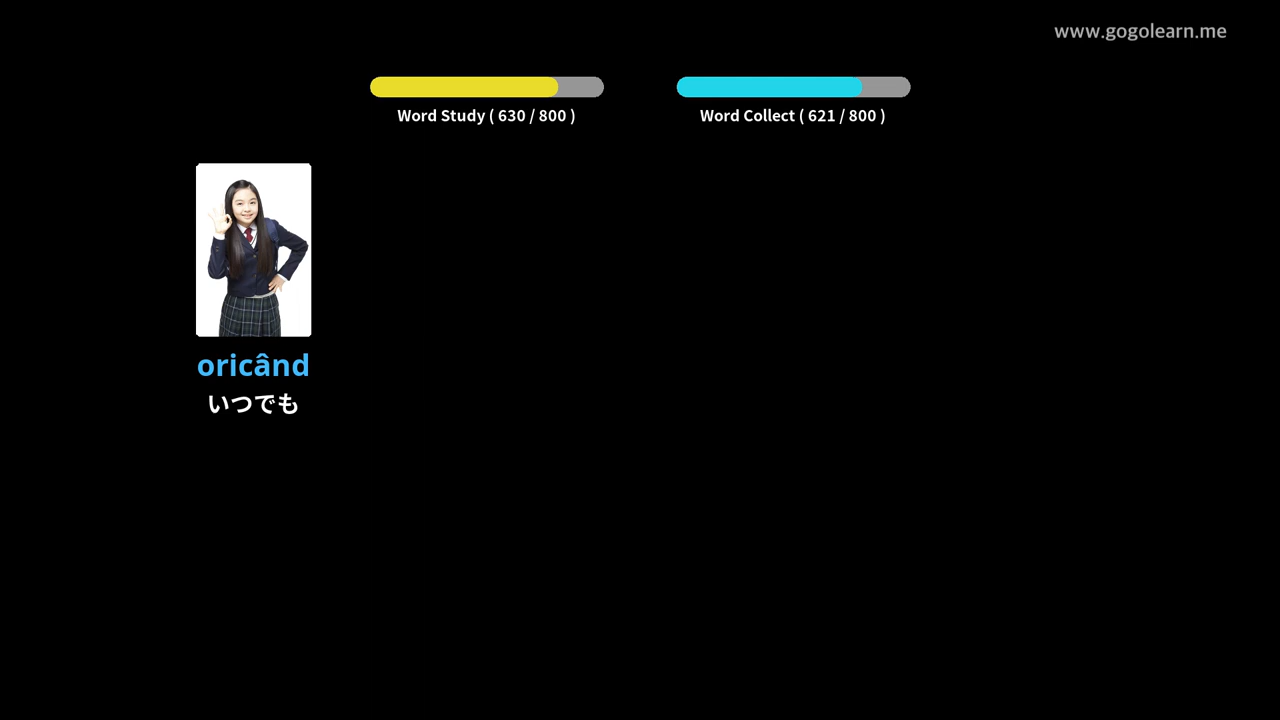 www.gogolearn.me
Word Study ( 630 / 800 )
Word Collect ( 621 / 800 )
oricând
いつでも